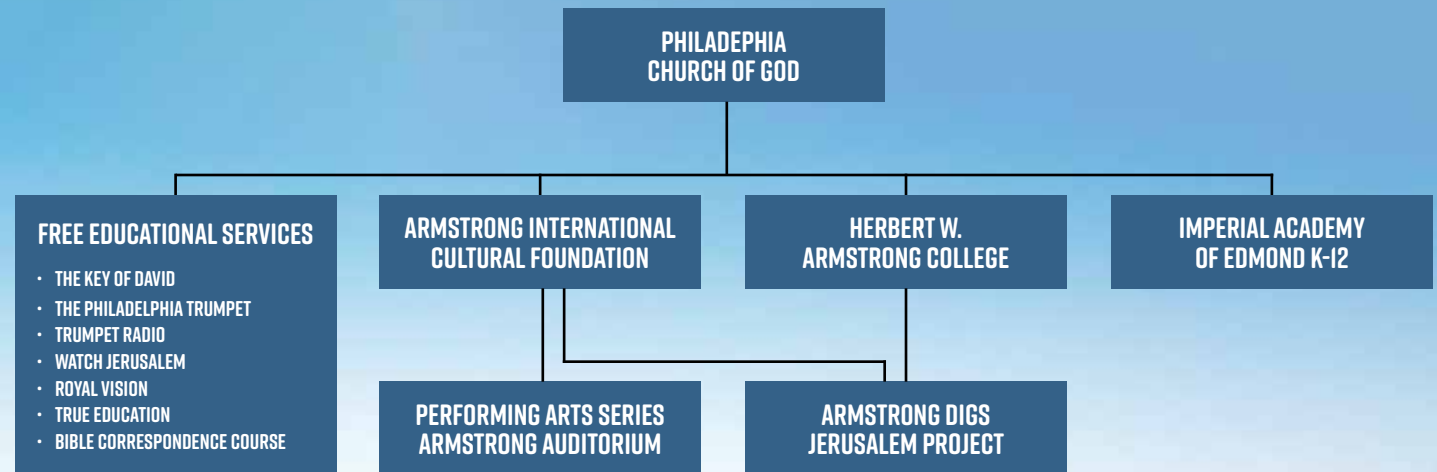 PHILADEPHIA
CHURCH OF GOD
FREE EDUCATIONAL SERVICES
• THE KEY OF DAVID
• THE PHILADELPHIA TRUMPET
• TRUMPET RADIO
• WATCH JERUSALEM
• ROYAL VISION
• TRUE EDUCATION
• BIBLE CORRESPONDENCE COURSE
ARMSTRONG INTERNATIONAL
CULTURAL FOUNDATION
HERBERT W.
ARMSTRONG COLLEGE
IMPERIAL ACADEMY
OF EDMOND K-12
PERFORMING ARTS SERIES
ARMSTRONG AUDITORIUM
ARMSTRONG DIGS
JERUSALEM PROJECT